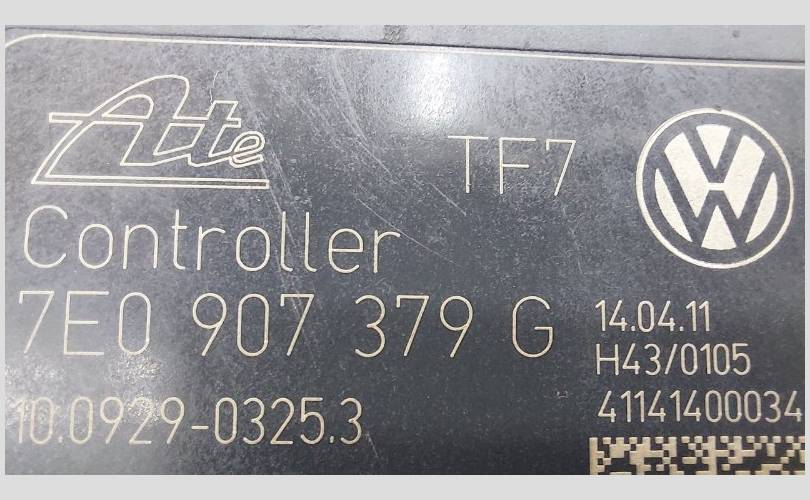 Ate TF7
Controller
7E0 907 379 G
14.04.11
H43/0105
10.0929-0325.3
41141400034